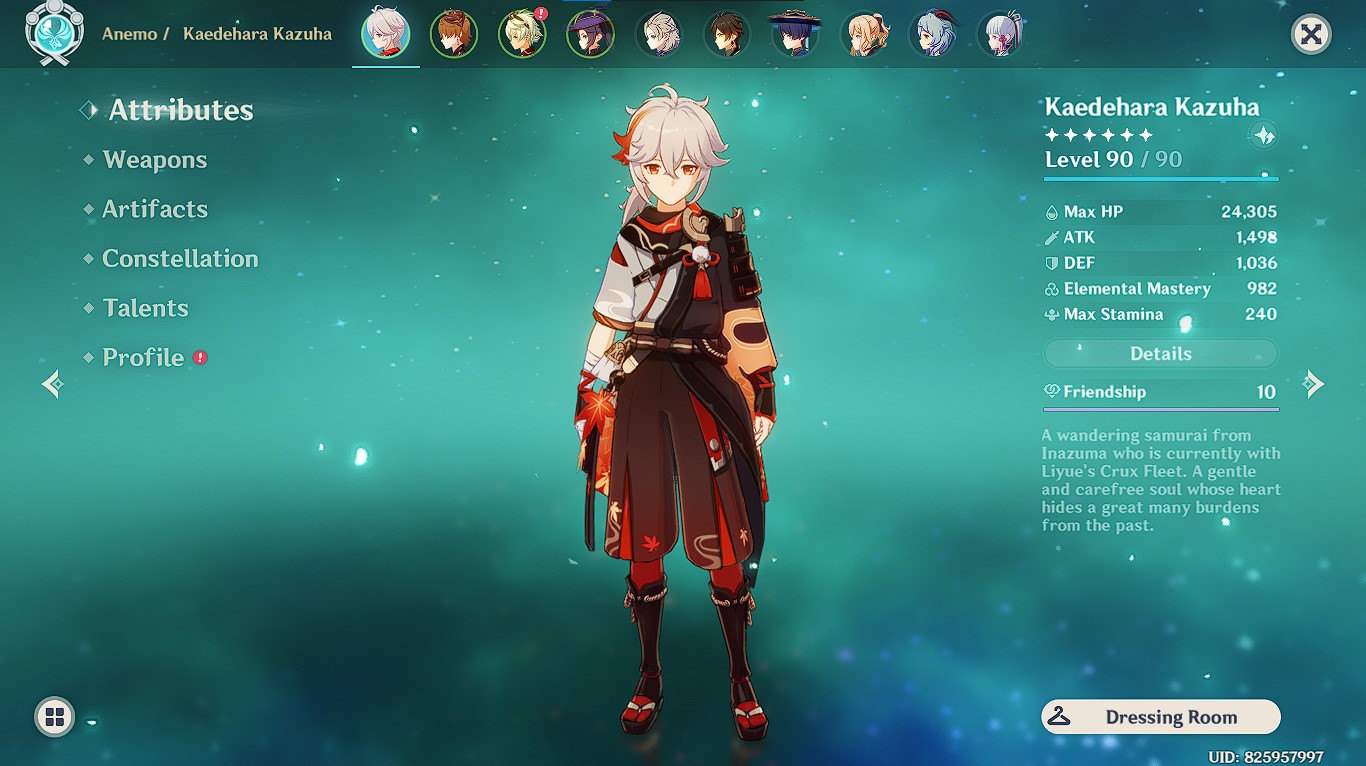 Anemo / Kaedehara Kazuha
Attributes
Weapons
Artifacts
Constellation
Talents
Profile
Kaedehara Kazuha
Level 90 / 90
Max HP 24,305
ATK 1,498
DEF 1,036
Elemental Mastery 982
Max Stamina 240
Details
Friendship 10
A wandering samurai from
Inazuma who is currently with
Liyue's Crux Fleet. A gentle
and carefree soul whose heart
hides a great many burdens
from the past.
Dressing Room
UID: 825957997